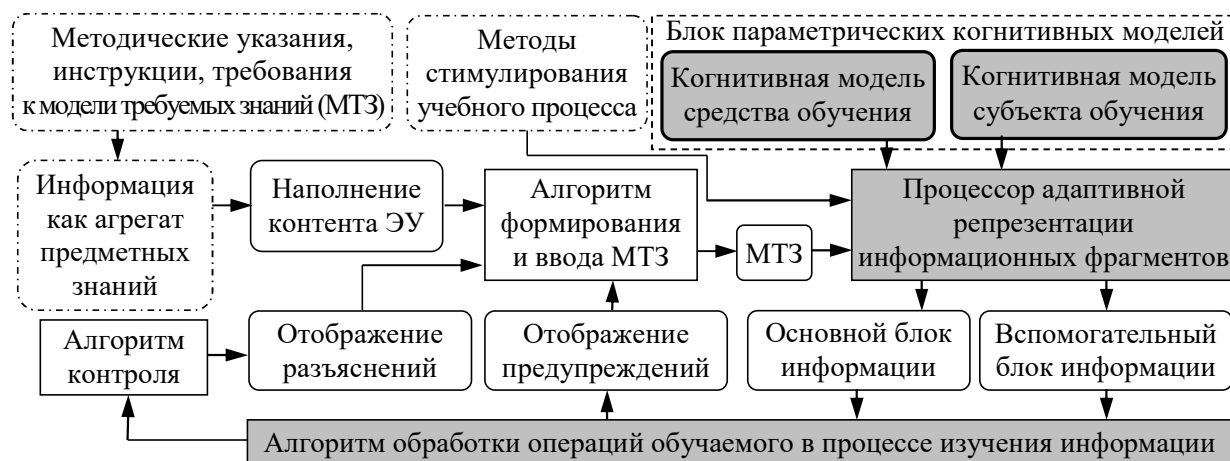 Методические указания,
инструкции, требования
к модели требуемых знаний (МТЗ)
Методы
стимулирования
учебного процесса
Блок параметрических когнитивных моделей
Когнитивная модель
средства обучения
Когнитивная модель
субъекта обучения
Информация
как агрегат
предметных
знаний
Наполнение
контента ЭУ
Алгоритм
формирования
и ввода МТЗ
МТЗ
Процессор адаптивной
репрезентации
информационных фрагментов
Алгоритм
контроля
Отображение
разъяснений
Отображение
предупреждений
Основной блок
информации
Вспомогательный
блок информации
Алгоритм обработки операций обучаемого в процессе изучения информации